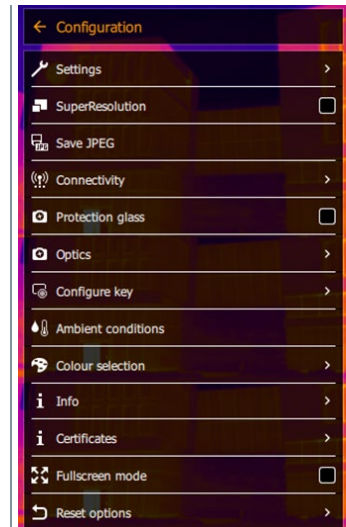 Configuration
Settings
SuperResolution
Save JPEG
Connectivity
Protection glass
Optics
Configure key
Ambient conditions
Colour selection
Info
Certificates
Fullscreen mode
Reset options